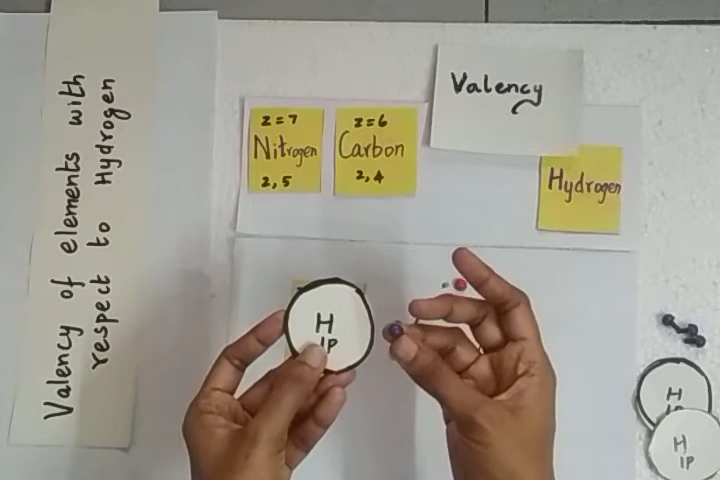 Valency of elements with
respect to Hydrogen
Valency
z=7
Nitrogen
2, 5
z=6
Carbon
2, 4
Hydrogen
H
1P
H
1P
H
1P